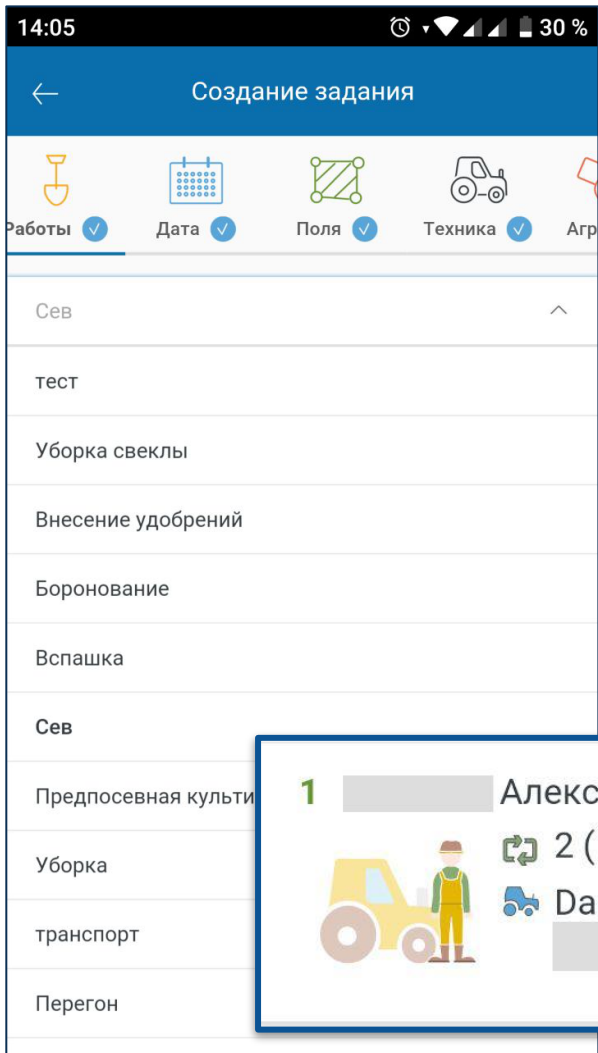 14:05 30 %
Создание задания
Работы Дата Поля Техника Агр
Сев
тест
Уборка свеклы
Внесение удобрений
Боронование
Вспашка
Сев
Предпосевная культи
Уборка
транспорт
Перегон
1 Алекс
2 (
Da